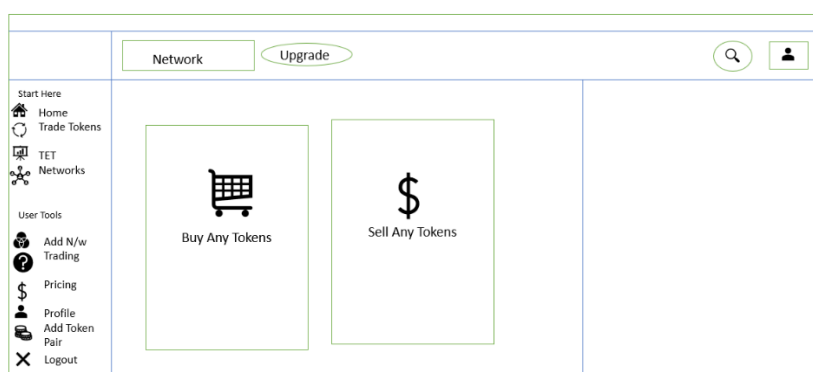 Network
Upgrade
Start Here
Home
Trade Tokens
TET
Networks
User Tools
Add N/w
Trading
Pricing
Profile
Add Token
Pair
Logout
Buy Any Tokens
Sell Any Tokens